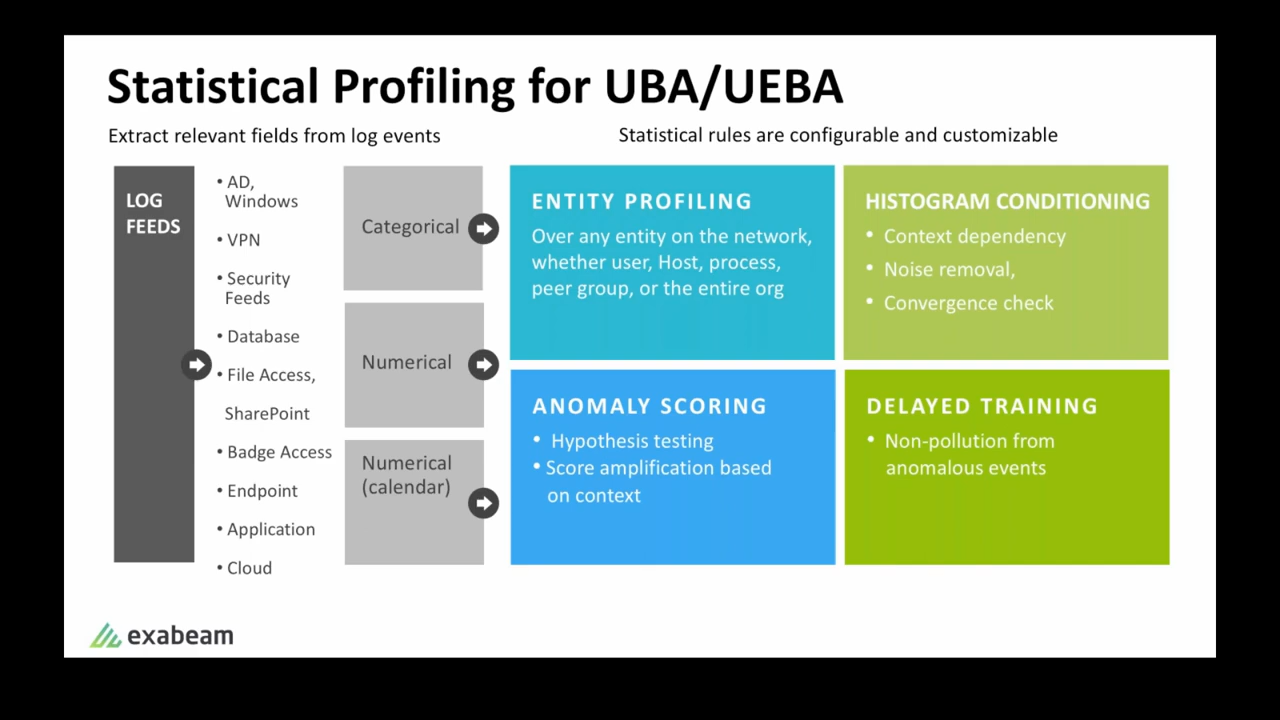 Statistical Profiling for UBA/UEBA
Extract relevant fields from log events
Statistical rules are configurable and customizable
LOG
FEEDS
• AD,
Windows
• VPN
• Security
Feeds
• Database
• File Access,
SharePoint
• Badge Access
• Endpoint
• Application
• Cloud
Categorical
Numerical
Numerical
(calendar)
ENTITY PROFILING
Over any entity on the network,
whether user, Host, process,
peer group, or the entire org
HISTOGRAM CONDITIONING
• Context dependency
• Noise removal,
• Convergence check
ANOMALY SCORING
• Hypothesis testing
• Score amplification based
on context
DELAYED TRAINING
• Non-pollution from
anomalous events
exabeam